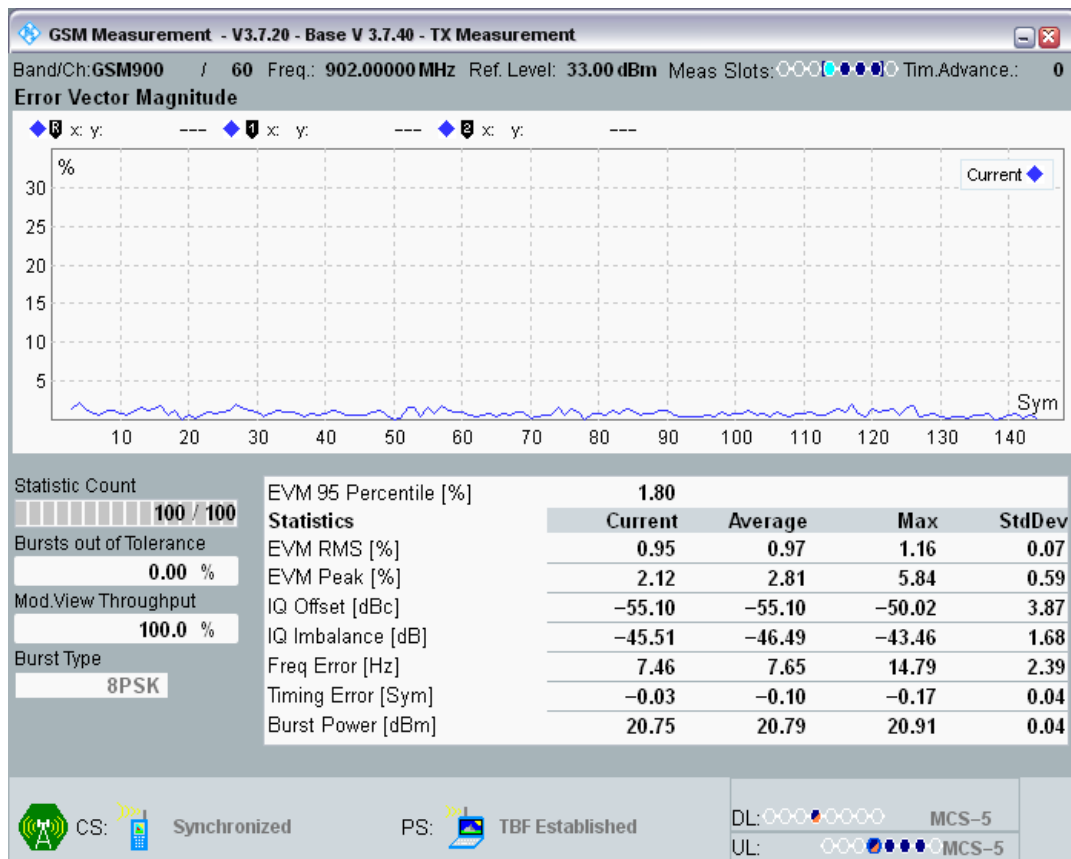 GSM Measurement - V3.7.20 - Base V 3.7.40 - TX Measurement
Band/Ch:GSM900 / 60 Freq.: 902.00000 MHz Ref. Level: 33.00 dBm Meas Slots: Tim.Advance.: 0
Error Vector Magnitude
R x: y: --- 1 x: y: --- 2 x: y: ---
%
Current
30
25
20
15
10
5
Sym
10 20 30 40 50 60 70 80 90 100 110 120 130 140
Statistic Count
100 / 100
Bursts out of Tolerance
0.00 %
Mod.View Throughput
100.0 %
Burst Type
8PSK
EVM 95 Percentile [%] 1.80
Statistics Current Average Max StdDev
EVM RMS [%] 0.95 0.97 1.16 0.07
EVM Peak [%] 2.12 2.81 5.84 0.59
IQ Offset [dBc] −55.10 −55.10 −50.02 3.87
IQ Imbalance [dB] −45.51 −46.49 −43.46 1.68
Freq Error [Hz] 7.46 7.65 14.79 2.39
Timing Error [Sym] −0.03 −0.10 −0.17 0.04
Burst Power [dBm] 20.75 20.79 20.91 0.04
CS: Synchronized PS: TBF Established
DL: MCS−5
UL: MCS−5